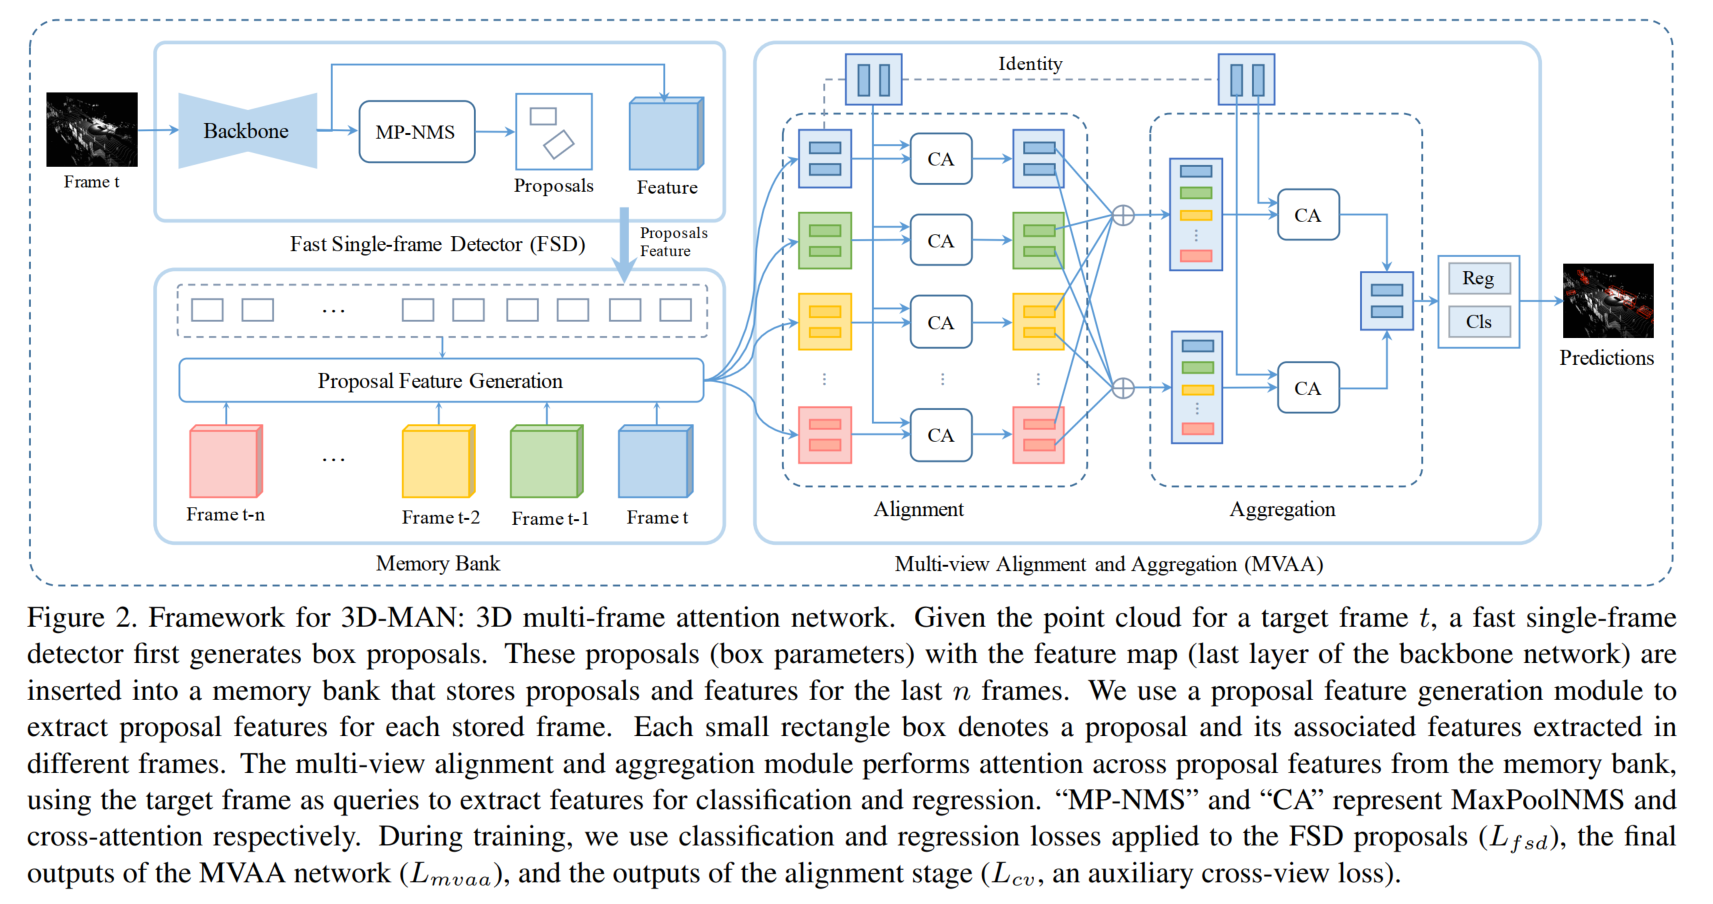 Frame t
Backbone
MP-NMS
Proposals
Feature
Fast Single-frame Detector (FSD)
Proposals
Feature
...
Proposal Feature Generation
...
Frame t-n
Frame t-2
Frame t-1
Frame t
Memory Bank
Identity
CA
CA
CA
...
CA
Alignment
CA
CA
Aggregation
Multi-view Alignment and Aggregation (MVAA)
Reg
Cls
Predictions
Figure 2. Framework for 3D-MAN: 3D multi-frame attention network. Given the point cloud for a target frame t, a fast single-frame
detector first generates box proposals. These proposals (box parameters) with the feature map (last layer of the backbone network) are
inserted into a memory bank that stores proposals and features for the last n frames. We use a proposal feature generation module to
extract proposal features for each stored frame. Each small rectangle box denotes a proposal and its associated features extracted in
different frames. The multi-view alignment and aggregation module performs attention across proposal features from the memory bank,
using the target frame as queries to extract features for classification and regression. “MP-NMS” and “CA” represent MaxPoolNMS and
cross-attention respectively. During training, we use classification and regression losses applied to the FSD proposals (L_fsd), the final
outputs of the MVAA network (L_mvaa), and the outputs of the alignment stage (L_cv, an auxiliary cross-view loss).